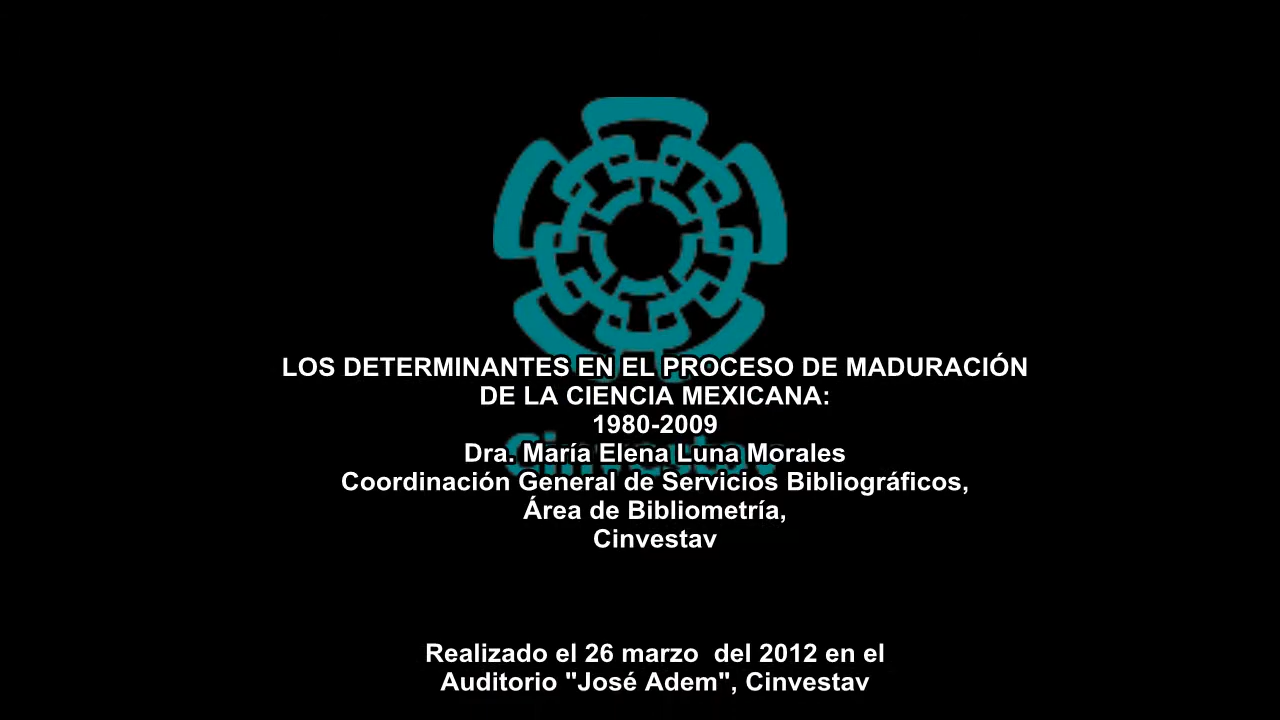 LOS DETERMINANTES EN EL PROCESO DE MADURACIÓN
DE LA CIENCIA MEXICANA:
1980-2009
Cinvestav
Dra. María Elena Luna Morales
Coordinación General de Servicios Bibliográficos,
Área de Bibliometría,
Cinvestav
Realizado el 26 marzo  del 2012 en el
Auditorio "José Adem", Cinvestav